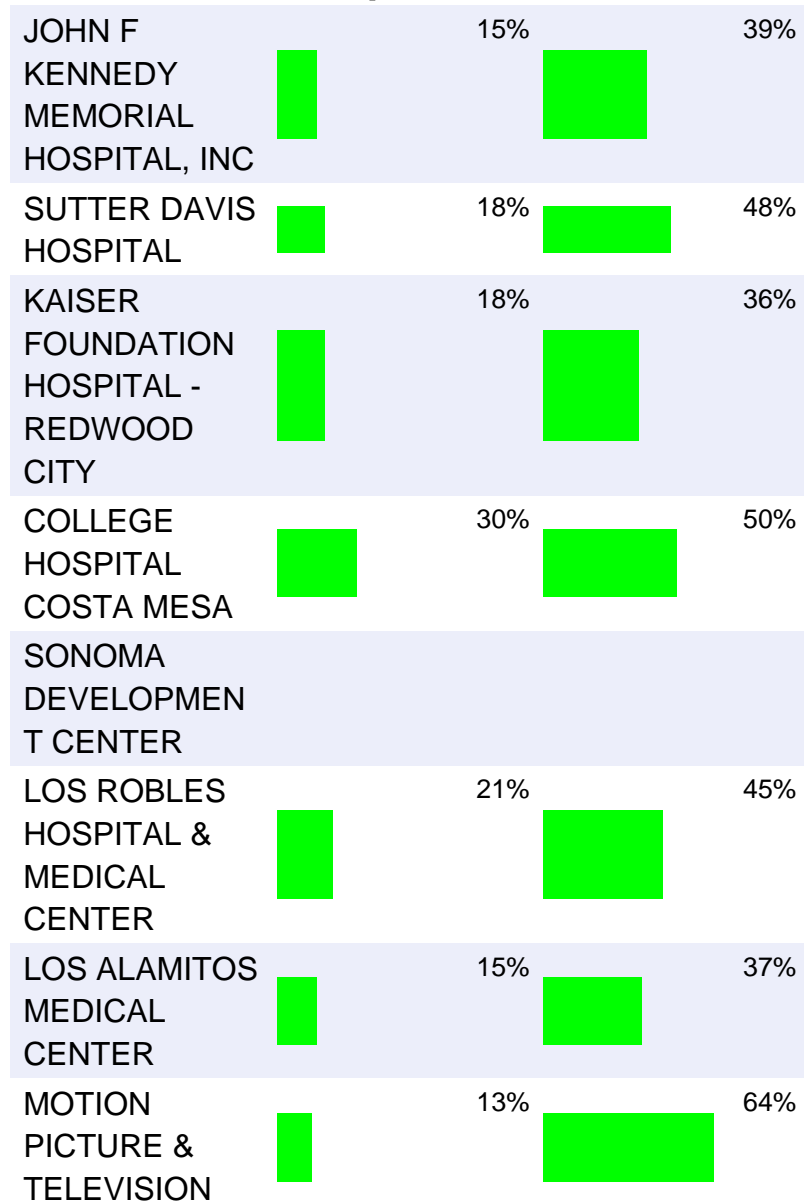 JOHN F 15% 39%
KENNEDY
MEMORIAL
HOSPITAL, INC
SUTTER DAVIS 18% 48%
HOSPITAL
KAISER 18% 36%
FOUNDATION
HOSPITAL -
REDWOOD
CITY
COLLEGE 30% 50%
HOSPITAL
COSTA MESA
SONOMA
DEVELOPMEN
T CENTER
LOS ROBLES 21% 45%
HOSPITAL &
MEDICAL
CENTER
LOS ALAMITOS 15% 37%
MEDICAL
CENTER
MOTION 13% 64%
PICTURE &
TELEVISION